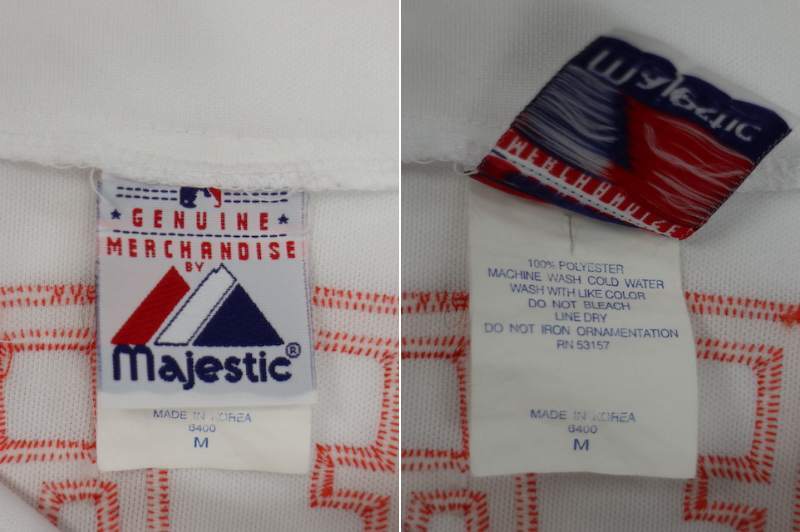 GENUINE
MERCHANDISE
BY
Majestic®
MADE IN KOREA
6400
M
Majestic
MERCHANDISE
100% POLYESTER
MACHINE WASH COLD WATER
WASH WITH LIKE COLOR
DO NOT BLEACH
LINE DRY
DO NOT IRON ORNAMENTATION
RN 53157
MADE IN KOREA
6400
M